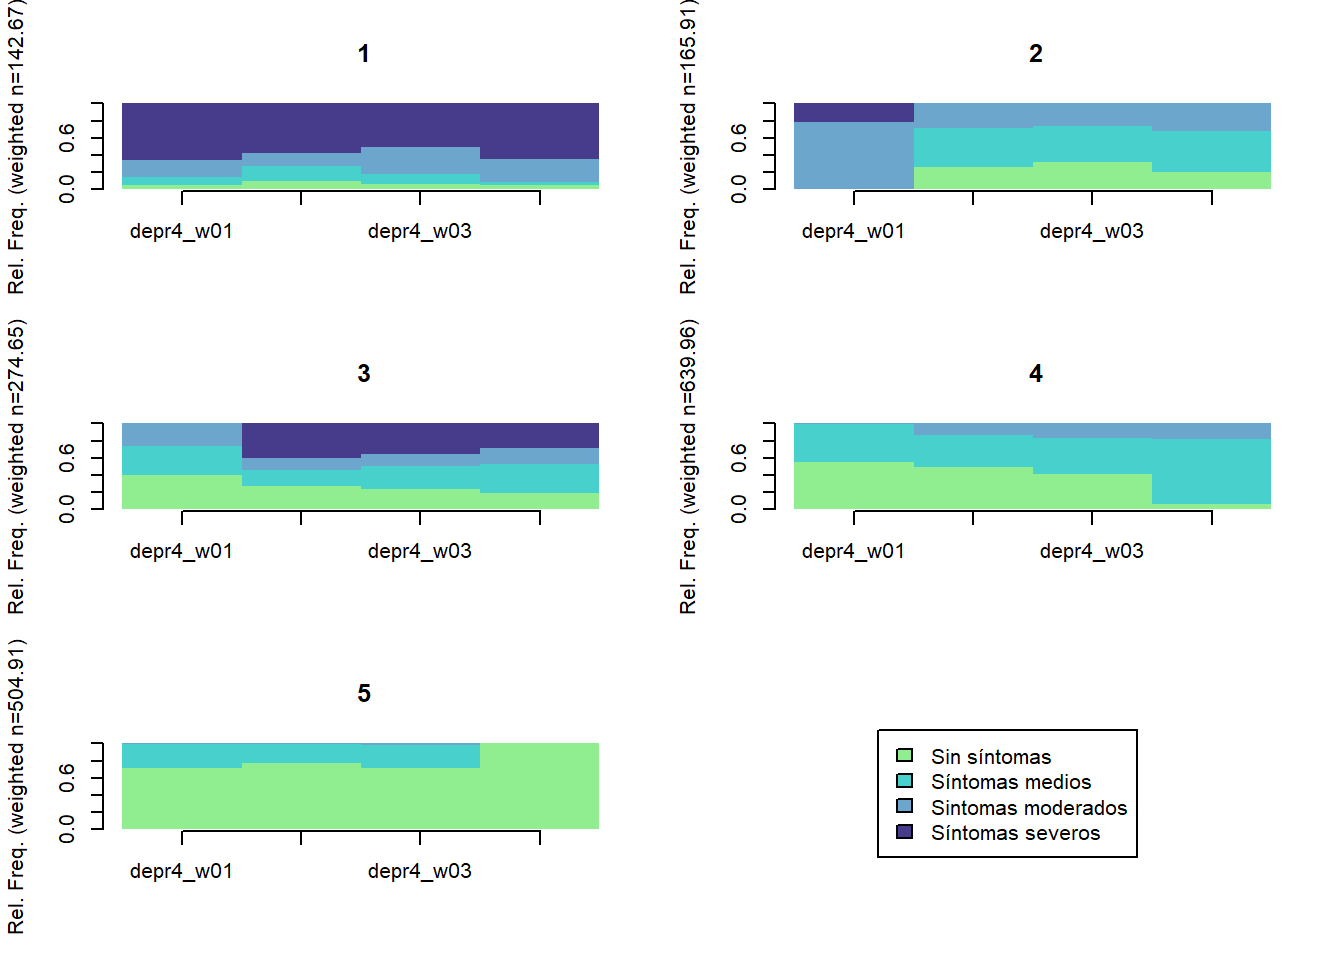 1
Rel. Freq. (weighted n=142.67)
0.0
0.6
depr4_w01
depr4_w03
2
Rel. Freq. (weighted n=165.91)
0.0
0.6
depr4_w01
depr4_w03
3
Rel. Freq. (weighted n=274.65)
0.0
0.6
depr4_w01
depr4_w03
4
Rel. Freq. (weighted n=639.96)
0.0
0.6
depr4_w01
depr4_w03
5
Rel. Freq. (weighted n=504.91)
0.0
0.6
depr4_w01
depr4_w03
Sin síntomas
Síntomas medios
Sintomas moderados
Síntomas severos